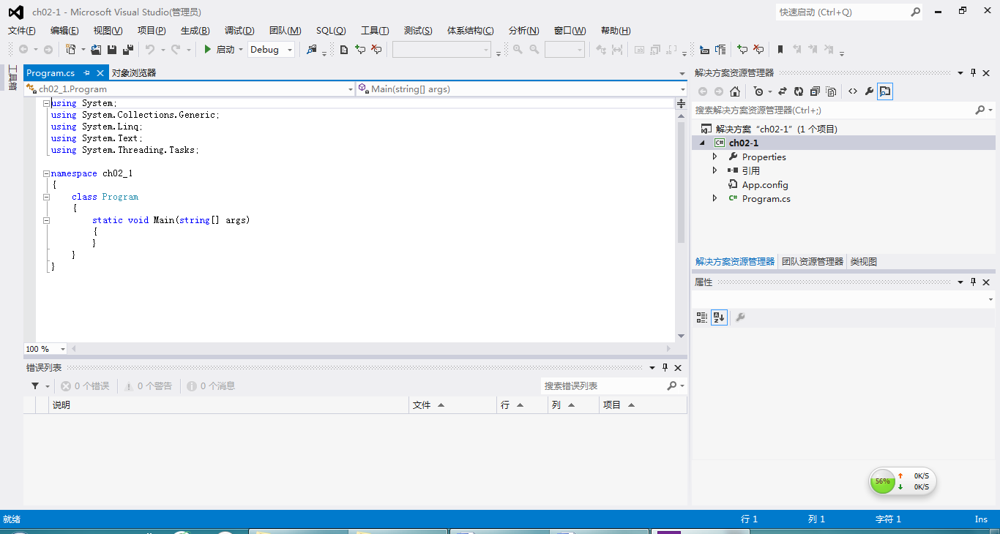 ch02-1 - Microsoft Visual Studio(管理员)
快速启动 (Ctrl+Q)
文件(F) 编辑(E) 视图(V) 项目(P) 生成(B) 调试(D) 团队(M) SQL(Q) 工具(T) 测试(S) 体系结构(C) 分析(N) 窗口(W) 帮助(H)
启动 Debug
工具箱
Program.cs 对象浏览器
ch02_1.Program Main(string[] args)
using System;
using System.Collections.Generic;
using System.Linq;
using System.Text;
using System.Threading.Tasks;
namespace ch02_1
{
class Program
{
static void Main(string[] args)
{
}
}
}
100 %
错误列表
0 个错误 0 个警告 0 个消息 搜索错误列表
说明 文件 行 列 项目
解决方案资源管理器
搜索解决方案资源管理器(Ctrl+;)
解决方案 "ch02-1" (1 个项目)
C# ch02-1
Properties
引用
App.config
C# Program.cs
解决方案资源管理器 团队资源管理器 类视图
属性
56% 0K/S
0K/S
就绪 行 1 列 1 字符 1 Ins